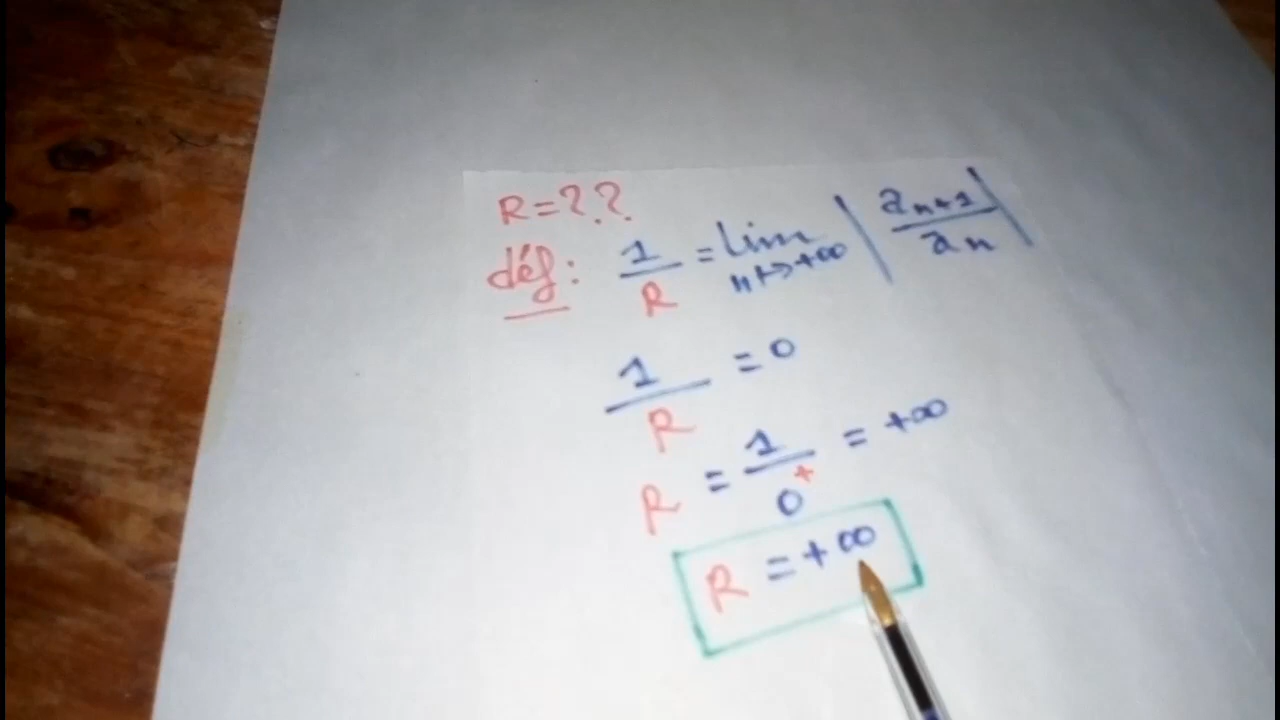 R=??
déf: 1/R = lim n↦+∞ |a_{n+1}/a_n|
1/R = 0
R = 1/0⁺ = +∞
R = +∞